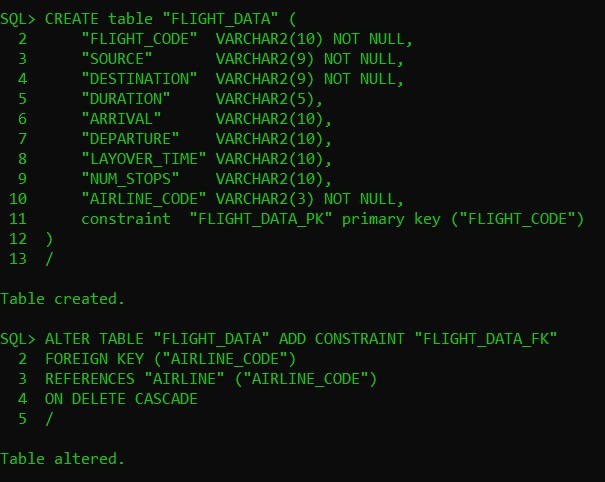 SQL> CREATE table "FLIGHT_DATA" (
  2      "FLIGHT_CODE"  VARCHAR2(10) NOT NULL,
  3      "SOURCE"       VARCHAR2(9) NOT NULL,
  4      "DESTINATION"  VARCHAR2(9) NOT NULL,
  5      "DURATION"     VARCHAR2(5),
  6      "ARRIVAL"      VARCHAR2(10),
  7      "DEPARTURE"    VARCHAR2(10),
  8      "LAYOVER_TIME" VARCHAR2(10),
  9      "NUM_STOPS"    VARCHAR2(10),
 10      "AIRLINE_CODE" VARCHAR2(3) NOT NULL,
 11      constraint  "FLIGHT_DATA_PK" primary key ("FLIGHT_CODE")
 12  )
 13  /
Table created.
SQL> ALTER TABLE "FLIGHT_DATA" ADD CONSTRAINT "FLIGHT_DATA_FK"
  2  FOREIGN KEY ("AIRLINE_CODE")
  3  REFERENCES "AIRLINE" ("AIRLINE_CODE")
  4  ON DELETE CASCADE
  5  /
Table altered.